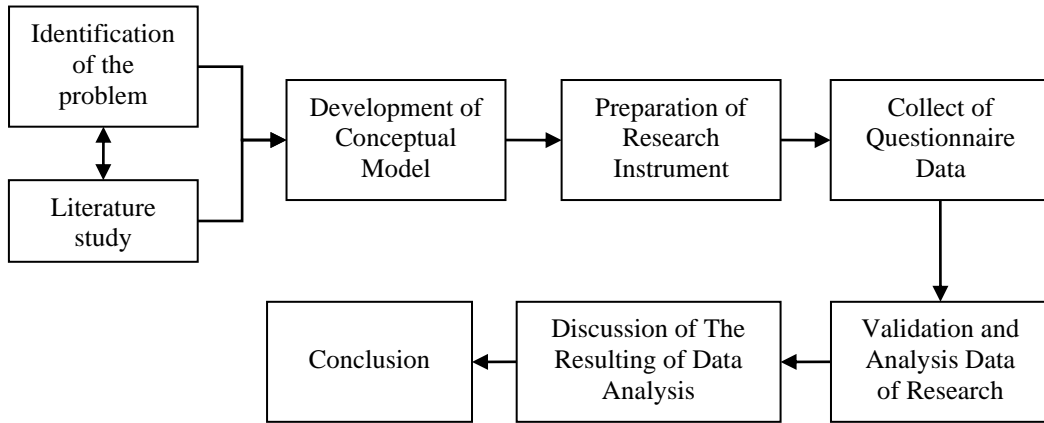 Identification
of the
problem
Literature
study
Development of
Conceptual
Model
Preparation of
Research
Instrument
Collect of
Questionnaire
Data
Validation and
Analysis Data
of Research
Discussion of The
Resulting of Data
Analysis
Conclusion